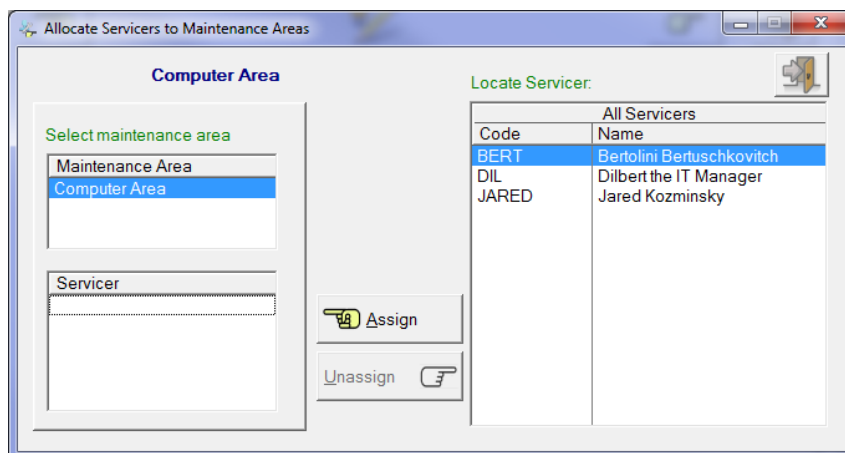 Allocate Servicers to Maintenance Areas
Computer Area
Locate Servicer:
Select maintenance area
Maintenance Area
Computer Area
Servicer
Assign
Unassign
All Servicers
Code Name
BERT Bertolini Bertuschkovitch
DIL Dilbert the IT Manager
JARED Jared Kozminsky